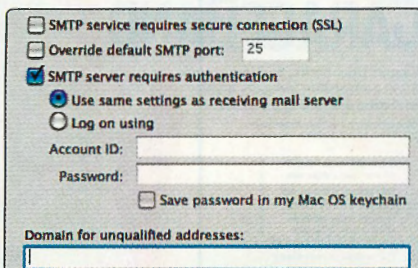 SMTP service requires secure connection (SSL)
Override default SMTP port: 25
SMTP server requires authentication
Use same settings as receiving mail server
Log on using
Account ID:
Password:
Save password in my Mac OS keychain
Domain for unqualified addresses: